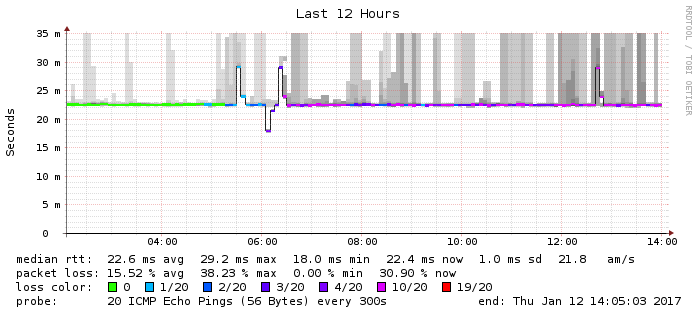 Last 12 Hours
RRDTOOL / TOBI OETIKER
Seconds
35 m
30 m
25 m
20 m
15 m
10 m
5 m
0
04:00 06:00 08:00 10:00 12:00 14:00
median rtt: 22.6 ms avg 29.2 ms max 18.0 ms min 22.4 ms now 1.0 ms sd 21.8 am/s
packet loss: 15.52 % avg 38.23 % max 0.00 % min 30.90 % now
loss color: 0 1/20 2/20 3/20 4/20 10/20 19/20
probe: 20 ICMP Echo Pings (56 Bytes) every 300s end: Thu Jan 12 14:05:03 2017